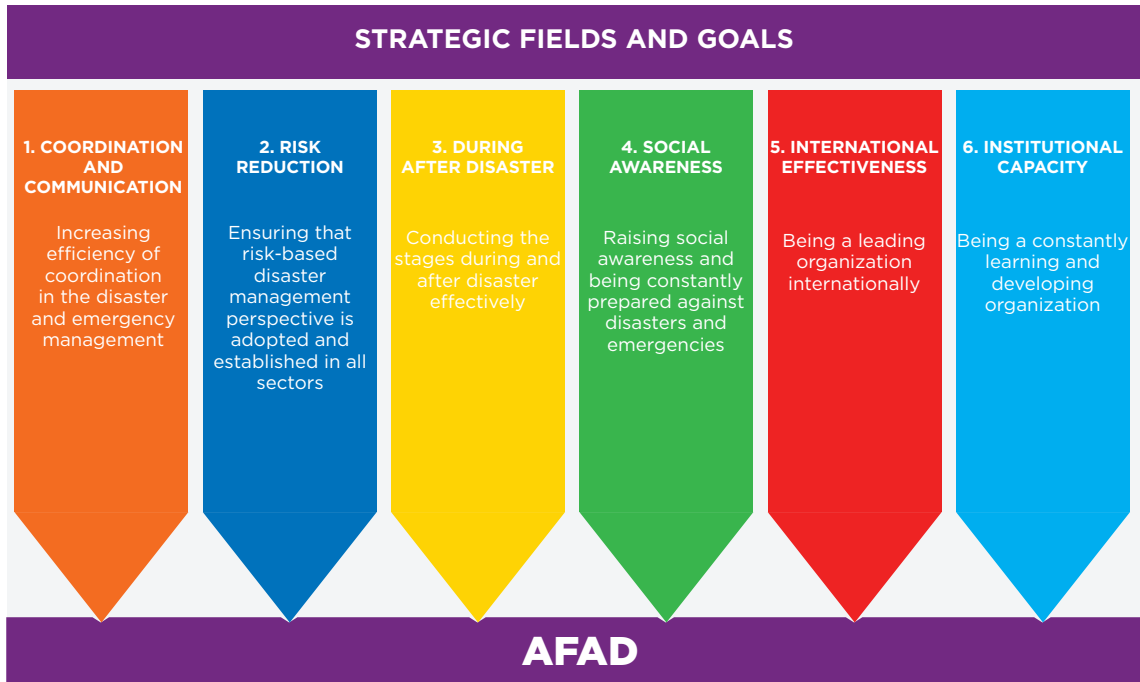 STRATEGIC FIELDS AND GOALS
1. COORDINATION
AND
COMMUNICATION
Increasing
efficiency of
coordination
in the disaster
and emergency
management
2. RISK
REDUCTION
Ensuring that
risk-based
disaster
management
perspective is
adopted and
established in all
sectors
3. DURING
AFTER DISASTER
Conducting the
stages during and
after disaster
effectively
4. SOCIAL
AWARENESS
Raising social
awareness and
being constantly
prepared against
disasters and
emergencies
5. INTERNATIONAL
EFFECTIVENESS
Being a leading
organization
internationally
6. INSTITUTIONAL
CAPACITY
Being a constantly
learning and
developing
organization
AFAD